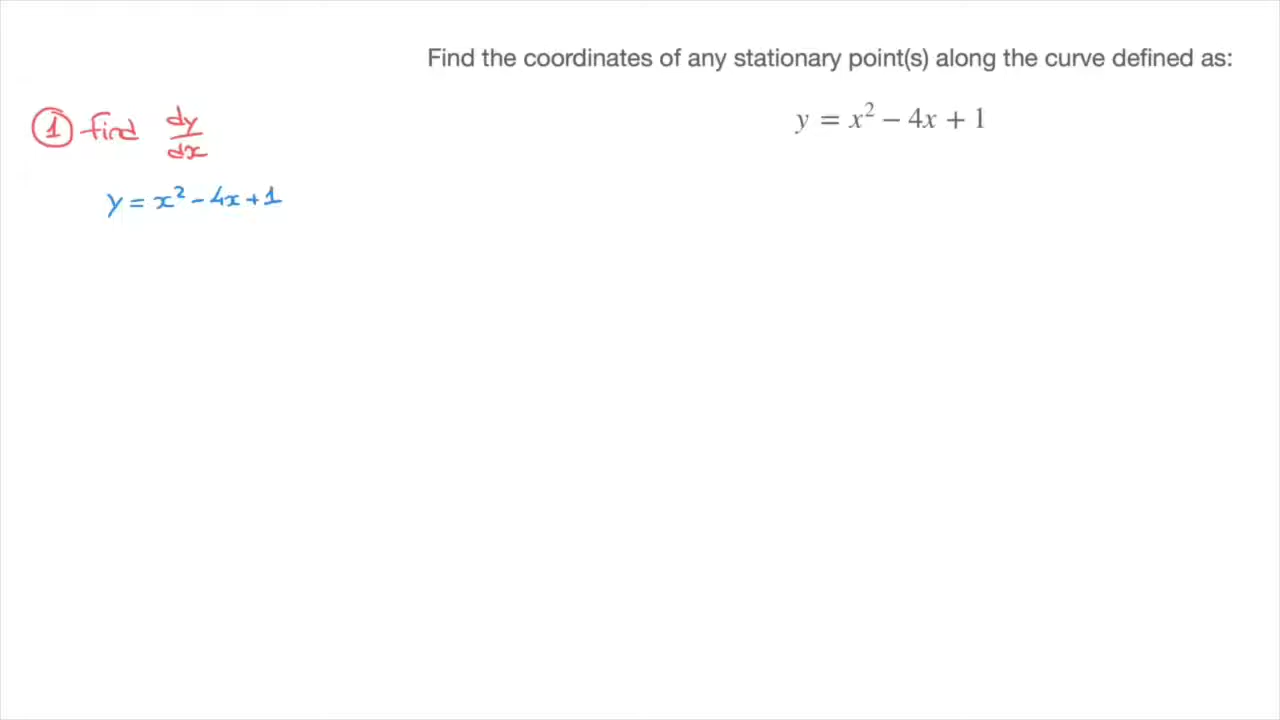 Find the coordinates of any stationary point(s) along the curve defined as:
y = x² − 4x + 1
① find dy/dx
y = x² − 4x + 1